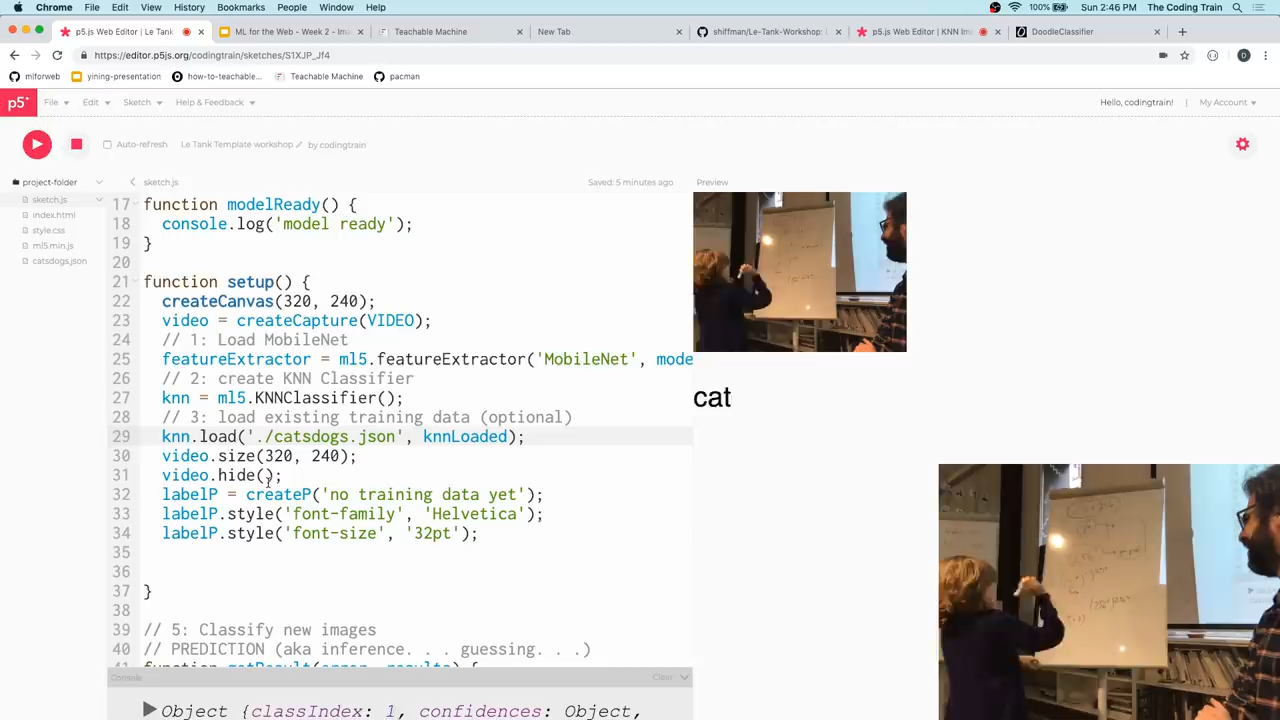 Chrome File Edit View History Bookmarks People Window Help 100% Sun 2:46 PM The Coding Train
p5.js Web Editor | Le Tank ML for the Web - Week 2 - Ima Teachable Machine New Tab shiffman/Le-Tank-Workshop: L p5.js Web Editor | KNN Im DoodleClassifier
https://editor.p5js.org/codingtrain/sketches/S1XJP_Jf4
mlforweb yining-presentation how-to-teachable... Teachable Machine pacman
p5* File Edit Sketch Help & Feedback Hello, codingtrain! | My Account
Auto-refresh Le Tank Template workshop by codingtrain
project-folder sketch.js Saved: 5 minutes ago Preview
sketch.js
index.html
style.css
ml5.min.js
catsdogs.json
17 function modelReady() {
18 console.log('model ready');
19 }
20
21 function setup() {
22 createCanvas(320, 240);
23 video = createCapture(VIDEO);
24 // 1: Load MobileNet
25 featureExtractor = ml5.featureExtractor('MobileNet', mode
26 // 2: create KNN Classifier
27 knn = ml5.KNNClassifier();
28 // 3: load existing training data (optional)
29 knn.load('./catsdogs.json', knnLoaded);
30 video.size(320, 240);
31 video.hide();
32 labelP = createP('no training data yet');
33 labelP.style('font-family', 'Helvetica');
34 labelP.style('font-size', '32pt');
35
36
37 }
38
39 // 5: Classify new images
40 // PREDICTION (aka inference. . . guessing. . .)
41 function getResult(error, results) {
cat
Console Clear
Object {classIndex: 1, confidences: Object,